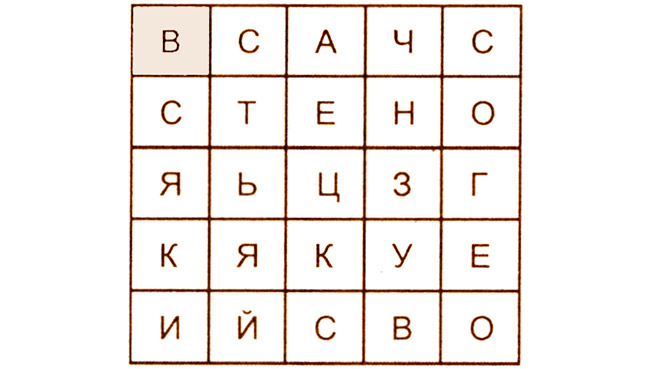 В С А Ч С
С Т Е Н О
Я Ь Ц З Г
К Я К У Е
И Й С В О